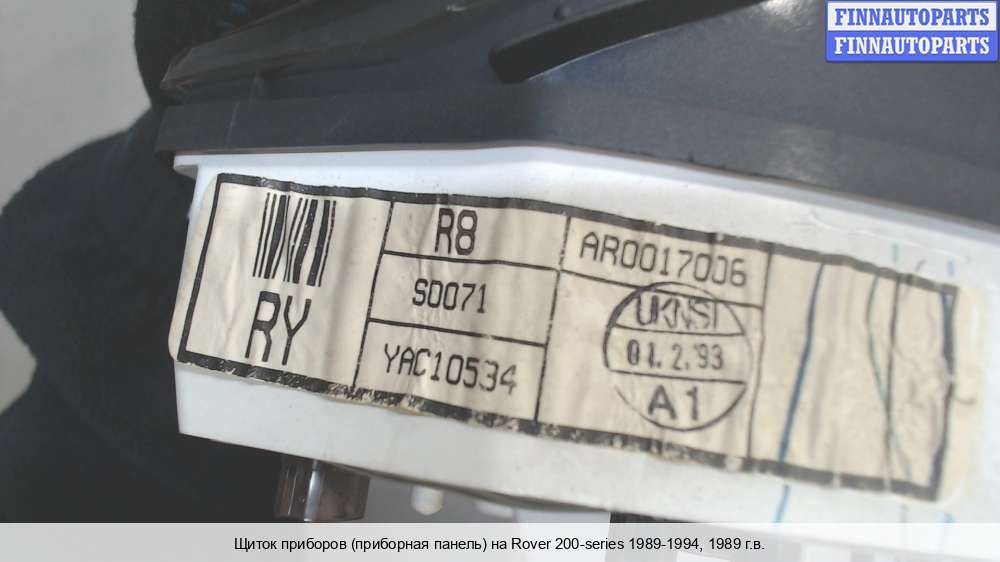 FINNAUTOPARTS
FINNAUTOPARTS
RY
R8
S0071
YAC10534
AR0017006
UKNSI
01.2.'93
A1
Щиток приборов (приборная панель) на Rover 200-series 1989-1994, 1989 г.в.